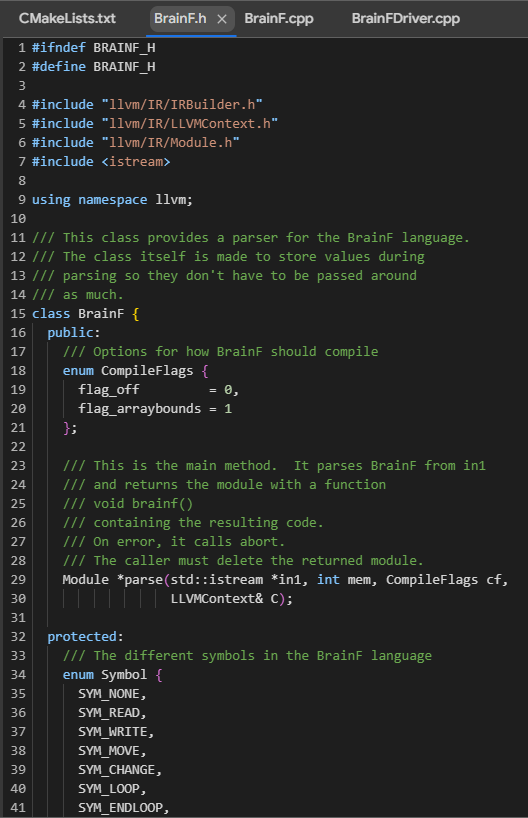 CMakeLists.txt BrainF.h × BrainF.cpp BrainFDriver.cpp
1 #ifndef BRAINF_H
2 #define BRAINF_H
3
4 #include "llvm/IR/IRBuilder.h"
5 #include "llvm/IR/LLVMContext.h"
6 #include "llvm/IR/Module.h"
7 #include <istream>
8
9 using namespace llvm;
10
11 /// This class provides a parser for the BrainF language.
12 /// The class itself is made to store values during
13 /// parsing so they don't have to be passed around
14 /// as much.
15 class BrainF {
16   public:
17     /// Options for how BrainF should compile
18     enum CompileFlags {
19       flag_off         = 0,
20       flag_arraybounds = 1
21     };
22
23     /// This is the main method.  It parses BrainF from in1
24     /// and returns the module with a function
25     /// void brainf()
26     /// containing the resulting code.
27     /// On error, it calls abort.
28     /// The caller must delete the returned module.
29     Module *parse(std::istream *in1, int mem, CompileFlags cf,
30                   LLVMContext& C);
31
32   protected:
33     /// The different symbols in the BrainF language
34     enum Symbol {
35       SYM_NONE,
36       SYM_READ,
37       SYM_WRITE,
38       SYM_MOVE,
39       SYM_CHANGE,
40       SYM_LOOP,
41       SYM_ENDLOOP,